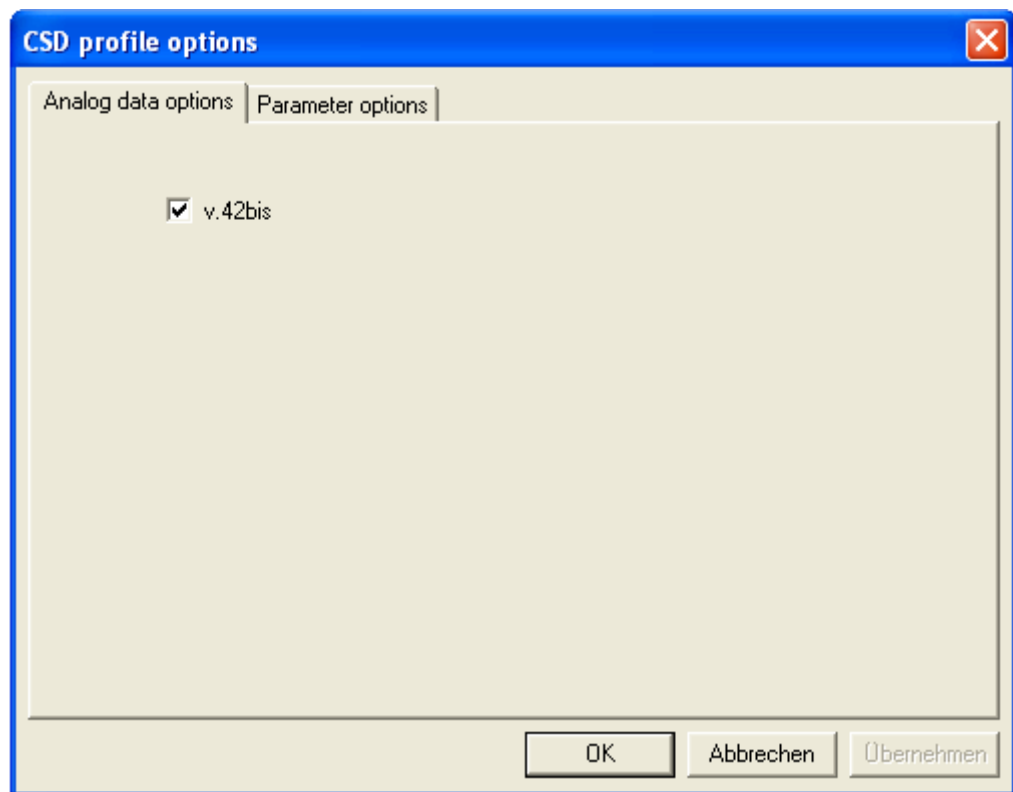 CSD profile options
Analog data options Parameter options
v.42bis
OK Abbrechen Übernehmen